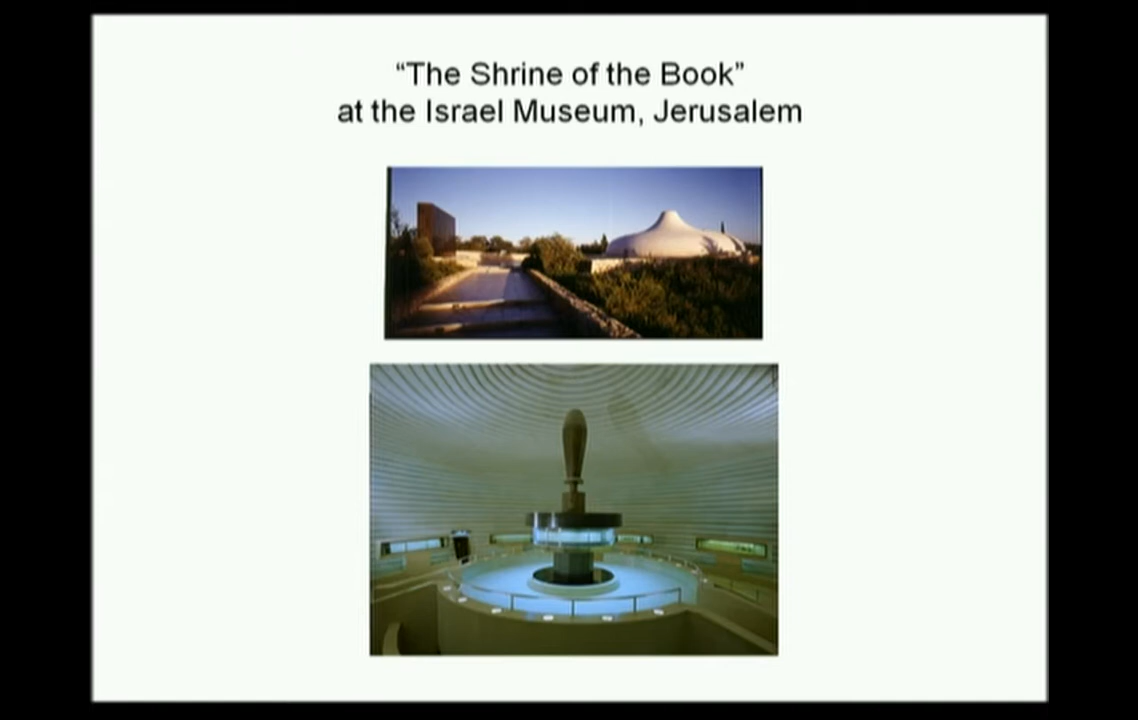 “The Shrine of the Book”
at the Israel Museum, Jerusalem